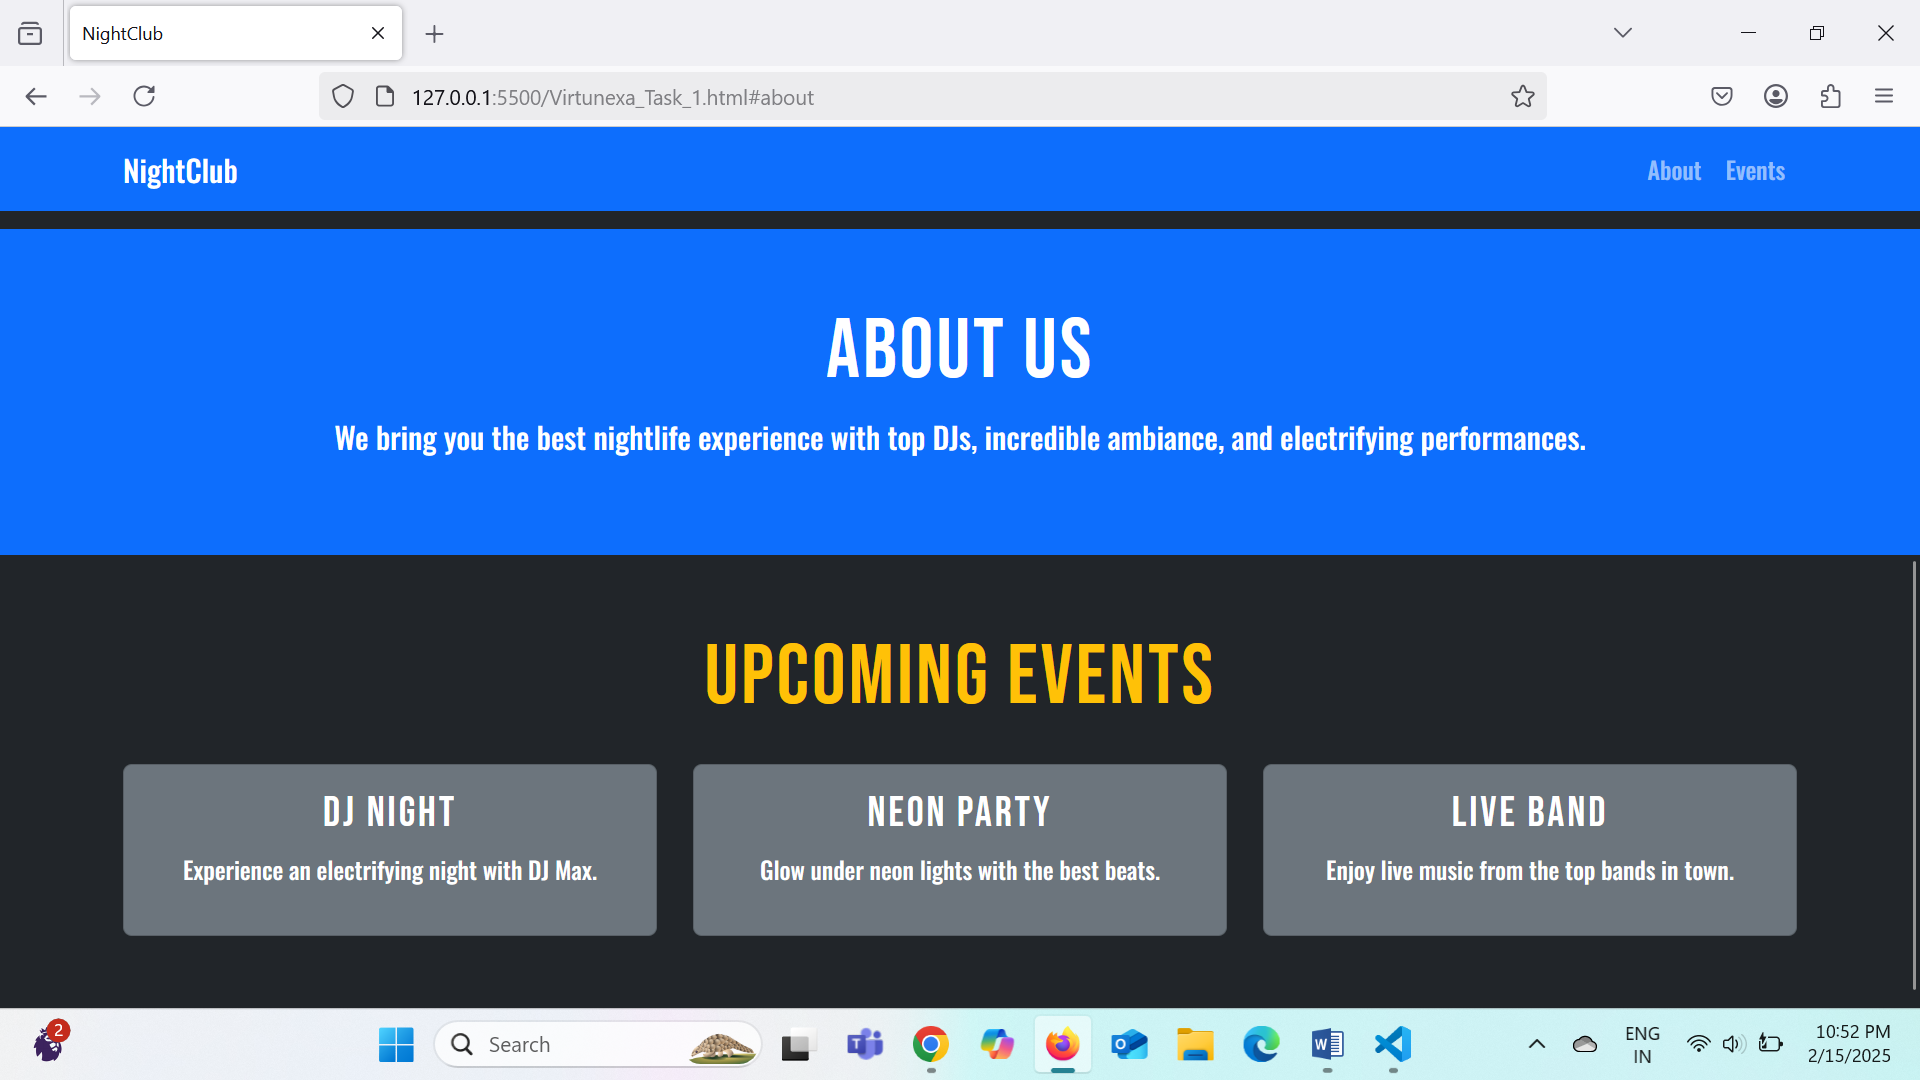 NightClub
127.0.0.1:5500/Virtunexa_Task_1.html#about
NightClub
About Events
ABOUT US
We bring you the best nightlife experience with top DJs, incredible ambiance, and electrifying performances.
UPCOMING EVENTS
DJ NIGHT
Experience an electrifying night with DJ Max.
NEON PARTY
Glow under neon lights with the best beats.
LIVE BAND
Enjoy live music from the top bands in town.
2
Search
ENG
IN
10:52 PM
2/15/2025